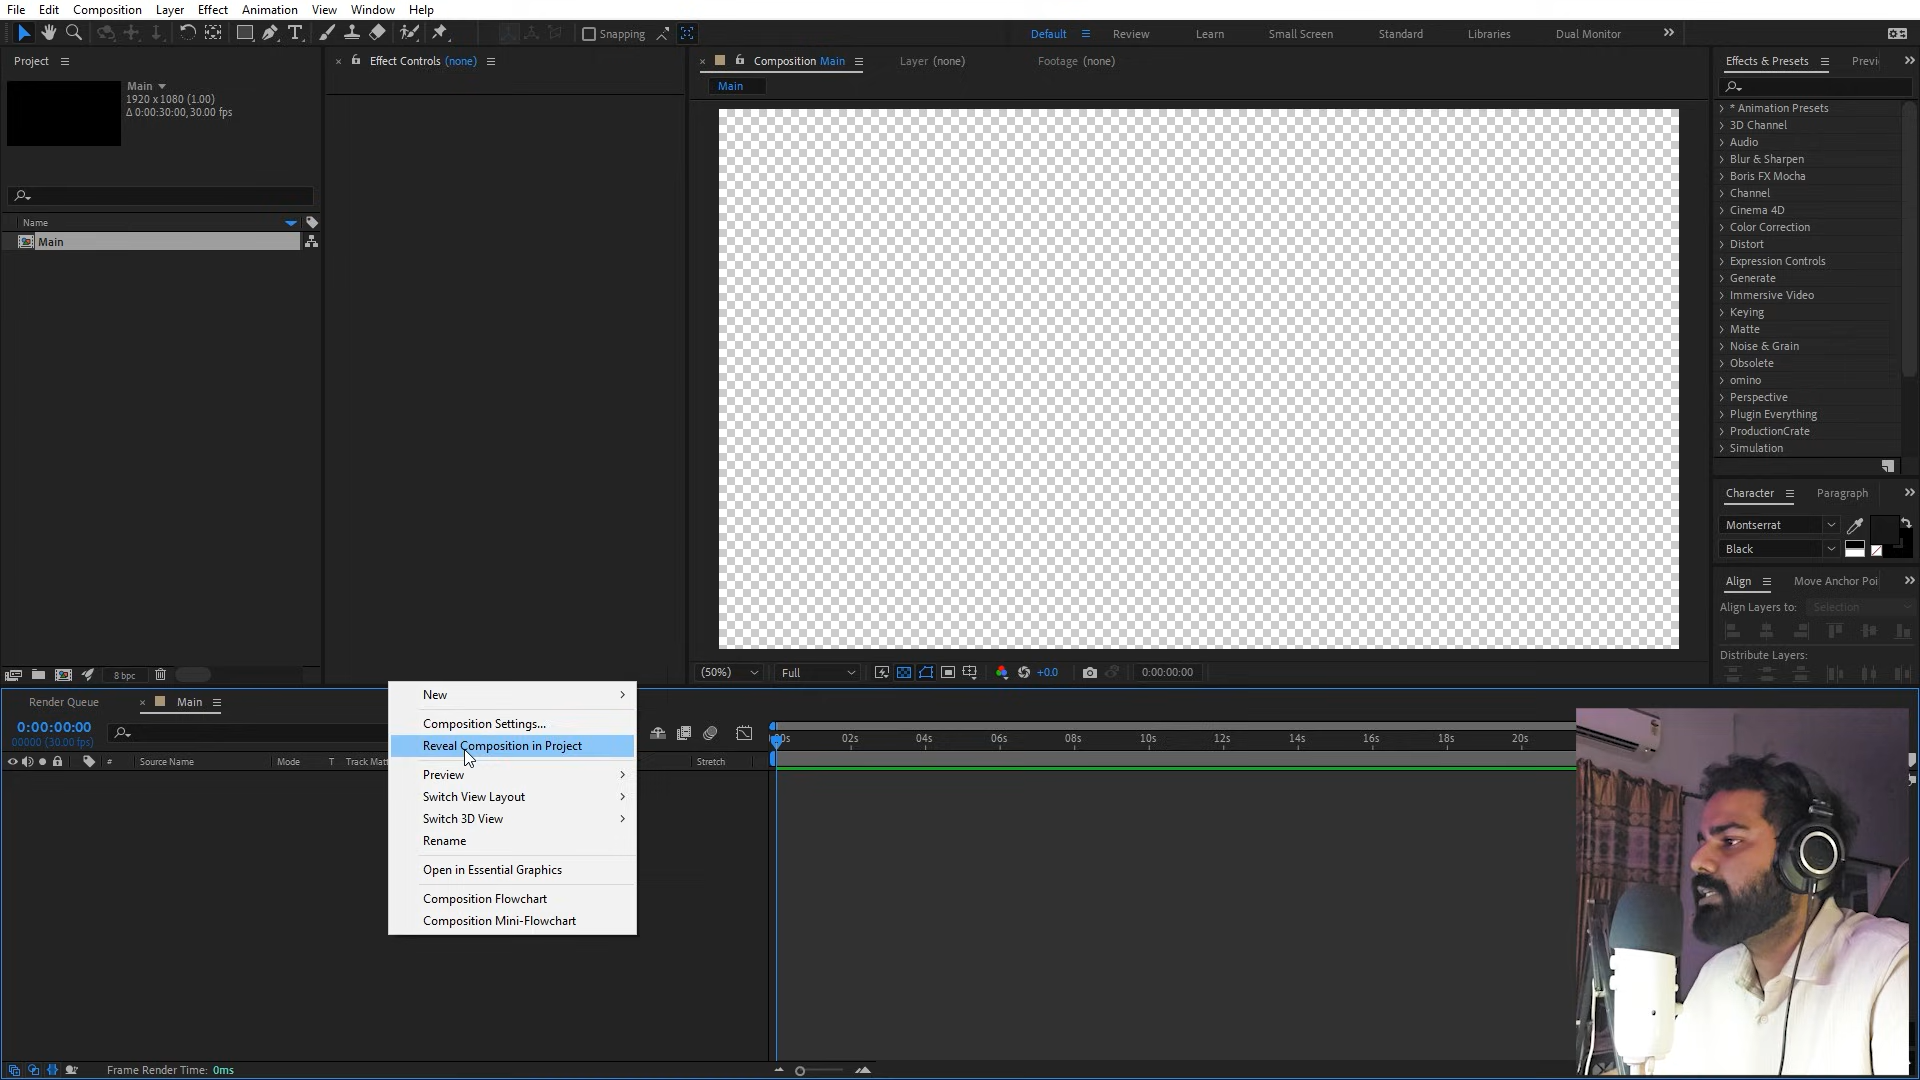 File Edit Composition Layer Effect Animation View Window Help
Snapping
Default Review Learn Small Screen Standard Libraries Dual Monitor
Project
Main
1920 x 1080 (1.00)
Δ 0:00:30:00, 30.00 fps
Name
Main
8 bpc
Effect Controls (none)
Composition Main
Layer (none)
Footage (none)
Main
(50%) Full +0.0 0:00:00:00
Effects & Presets
* Animation Presets
3D Channel
Audio
Blur & Sharpen
Boris FX Mocha
Channel
Cinema 4D
Color Correction
Distort
Expression Controls
Generate
Immersive Video
Keying
Matte
Noise & Grain
Obsolete
omino
Perspective
Plugin Everything
ProductionCrate
Simulation
Character Paragraph
Montserrat
Black
Align Move Anchor Poi
Align Layers to: Selection
Distribute Layers:
Render Queue Main
0:00:00:00
00000 (30.00 fps)
# Source Name Mode T Track Matt Stretch
New
Composition Settings...
Reveal Composition in Project
Preview
Switch View Layout
Switch 3D View
Rename
Open in Essential Graphics
Composition Flowchart
Composition Mini-Flowchart
02s 04s 06s 08s 10s 12s 14s 16s 18s 20s
Frame Render Time: 0ms